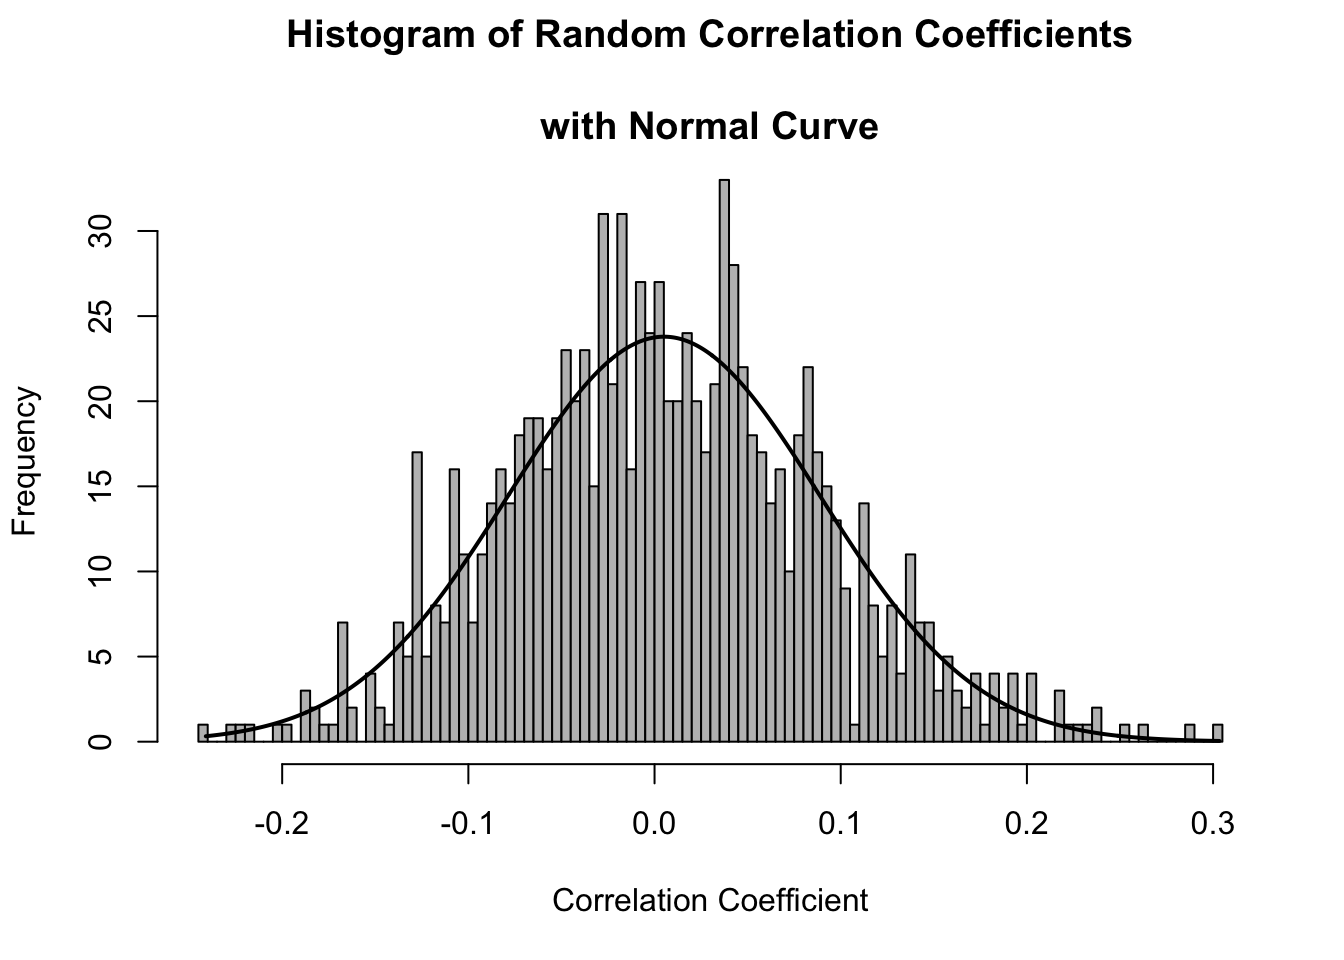 Histogram of Random Correlation Coefficients
with Normal Curve
Frequency
30
25
20
15
10
5
0
-0.2 -0.1 0.0 0.1 0.2 0.3
Correlation Coefficient